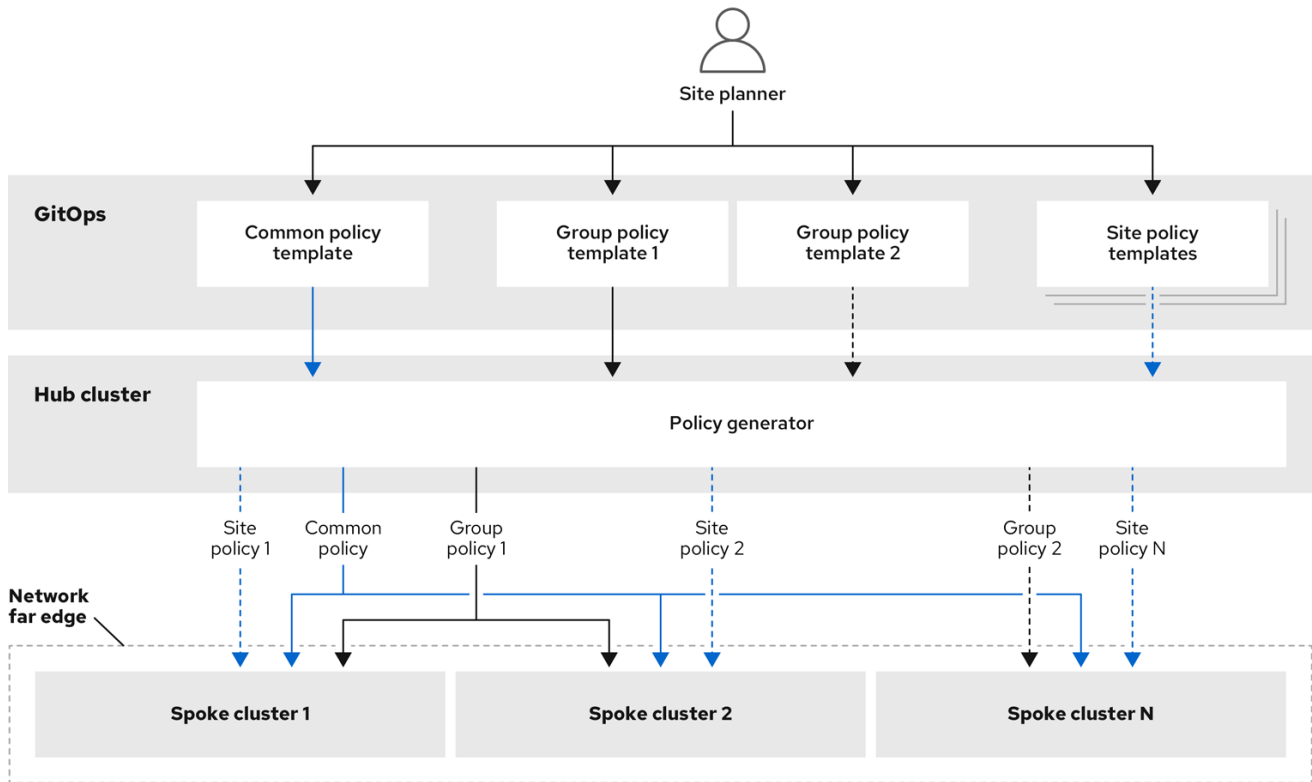 Site planner
GitOps
Common policy
template
Group policy
template 1
Group policy
template 2
Site policy
templates
Hub cluster
Policy generator
Site
policy 1
Common
policy
Group
policy 1
Site
policy 2
Group
policy 2
Site
policy N
Network
far edge
Spoke cluster 1
Spoke cluster 2
Spoke cluster N